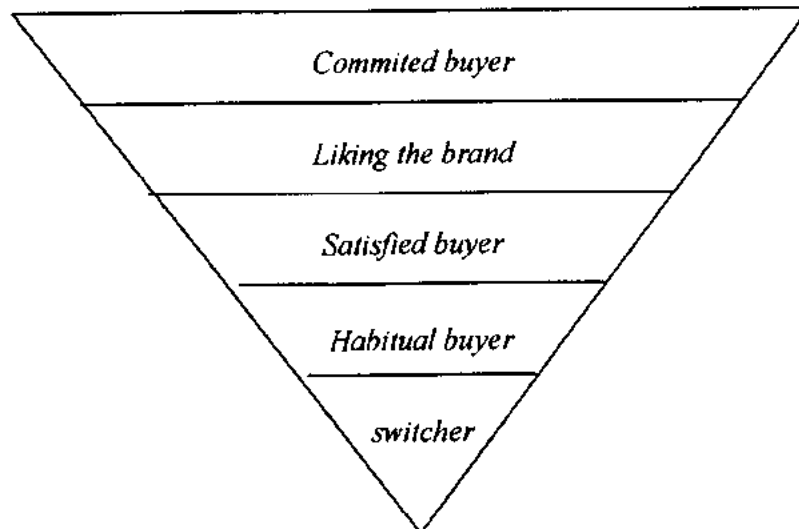 Commited buyer
Liking the brand
Satisfied buyer
Habitual buyer
switcher